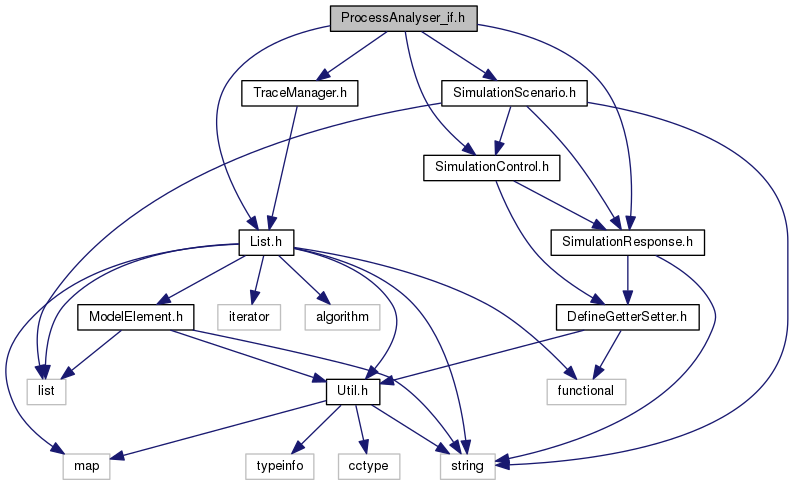 ProcessAnalyser_if.h
TraceManager.h
SimulationScenario.h
SimulationControl.h
List.h
SimulationResponse.h
ModelElement.h
iterator
algorithm
DefineGetterSetter.h
list
Util.h
functional
map
typeinfo
cctype
string